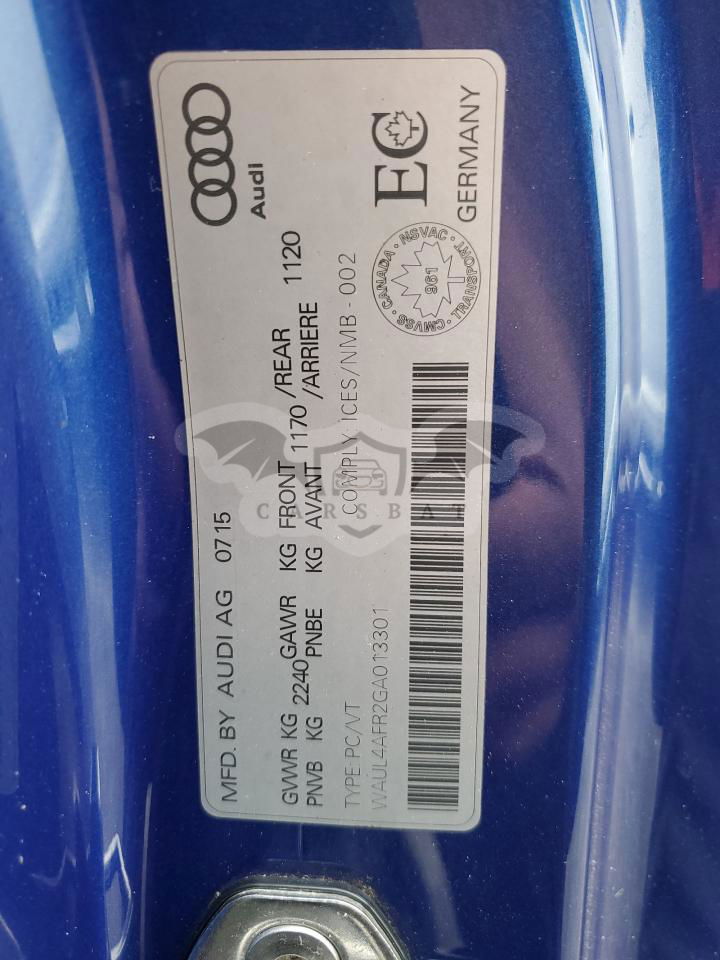 Audi
MFD. BY AUDI AG 07/15
GVWR KG 2240 GAWR KG FRONT 1170 /REAR 1120
PNVB KG PNBE KG AVANT /ARRIERE
TYPE: PC/VT COMPLY: ICES/NMB - 002
WAUL4AFR2GA013301
CMVSS · CANADA · NSVAC · TRANSPORT ·
961
EC
GERMANY
CARSBAT